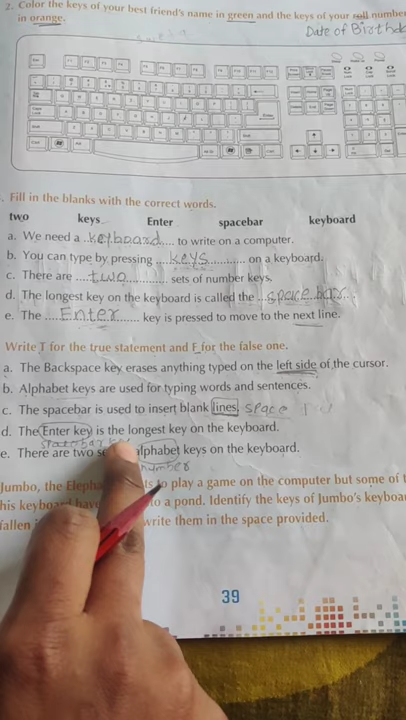 2. Color the keys of your best friend's name in green and the keys of your roll number
in orange.
Date of Birth
Fill in the blanks with the correct words.
two keys Enter spacebar keyboard
a. We need a ..keyboard.... to write on a computer.
b. You can type by pressing ....keys............ on a keyboard.
c. There are ....two.............. sets of number keys.
d. The longest key on the keyboard is called the ...spacebar...
e. The ....Enter.......... key is pressed to move to the next line.
Write T for the true statement and F for the false one.
a. The Backspace key erases anything typed on the left side of the cursor.
b. Alphabet keys are used for typing words and sentences.
c. The spacebar is used to insert blank lines. space
d. The Enter key is the longest key on the keyboard.
spacebar key
e. There are two alphabet keys on the keyboard.
number
Jumbo, the to play a game on the computer but some of
his keyboard to a pond. Identify the keys of Jumbo's
fallen write them in the space provided.
39